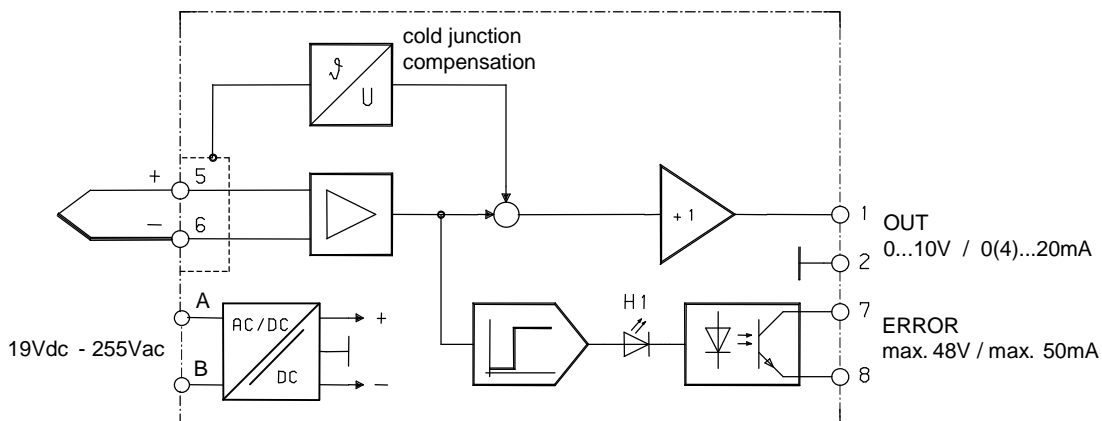 cold junction
compensation
ϑ
U
+ 5
− 6
+1
1
OUT
0...10V / 0(4)...20mA
2
A
AC/DC
+
H1
7
ERROR
19Vdc - 255Vac
max. 48V / max. 50mA
B
DC
−
8